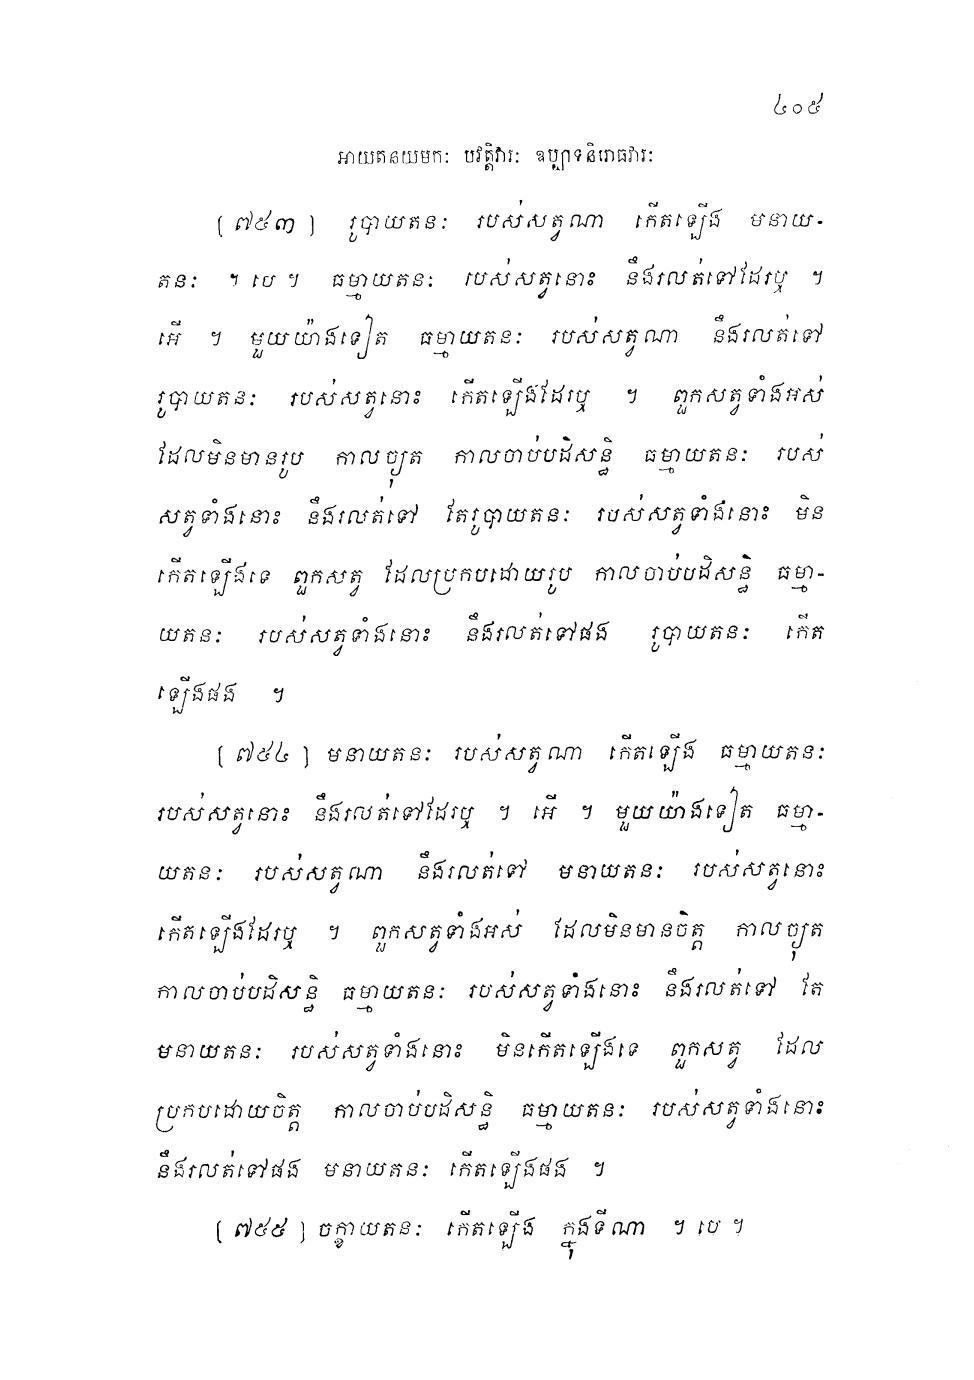 ៤០៥
អាយតនយមកៈ បវត្តិវារៈ ឧប្បាទនិរោធវារៈ
[៧៥៣] រូបាយតនៈ របស់សត្វណា កើតឡើង មនាយ-
តនៈ ។ បេ ។ ធម្មាយតនៈ របស់សត្វនោះ នឹងរលត់ទៅដែរឬ ។
អើ ។ មួយយ៉ាងទៀត ធម្មាយតនៈ របស់សត្វណា នឹងរលត់ទៅ
រូបាយតនៈ របស់សត្វនោះ កើតឡើងដែរឬ ។ ពួកសត្វទាំងអស់
ដែលមិនមានរូប កាលច្យុត កាលចាប់បដិសន្ធិ ធម្មាយតនៈ របស់
សត្វទាំងនោះ នឹងរលត់ទៅ តែរូបាយតនៈ របស់សត្វទាំងនោះ មិន
កើតឡើងទេ ពួកសត្វ ដែលប្រកបដោយរូប កាលចាប់បដិសន្ធិ ធម្មា-
យតនៈ របស់សត្វទាំងនោះ នឹងរលត់ទៅផង រូបាយតនៈ កើត
ឡើងផង ។
[៧៥៤] មនាយតនៈ របស់សត្វណា កើតឡើង ធម្មាយតនៈ
របស់សត្វនោះ នឹងរលត់ទៅដែរឬ ។ អើ ។ មួយយ៉ាងទៀត ធម្មា-
យតនៈ របស់សត្វណា នឹងរលត់ទៅ មនាយតនៈ របស់សត្វនោះ
កើតឡើងដែរឬ ។ ពួកសត្វទាំងអស់ ដែលមិនមានចិត្ត កាលច្យុត
កាលចាប់បដិសន្ធិ ធម្មាយតនៈ របស់សត្វទាំងនោះ នឹងរលត់ទៅ តែ
មនាយតនៈ របស់សត្វទាំងនោះ មិនកើតឡើងទេ ពួកសត្វ ដែល
ប្រកបដោយចិត្ត កាលចាប់បដិសន្ធិ ធម្មាយតនៈ របស់សត្វទាំងនោះ
នឹងរលត់ទៅផង មនាយតនៈ កើតឡើងផង ។
[៧៥៥] ចក្ខាយតនៈ កើតឡើង ក្នុងទីណា ។ បេ ។